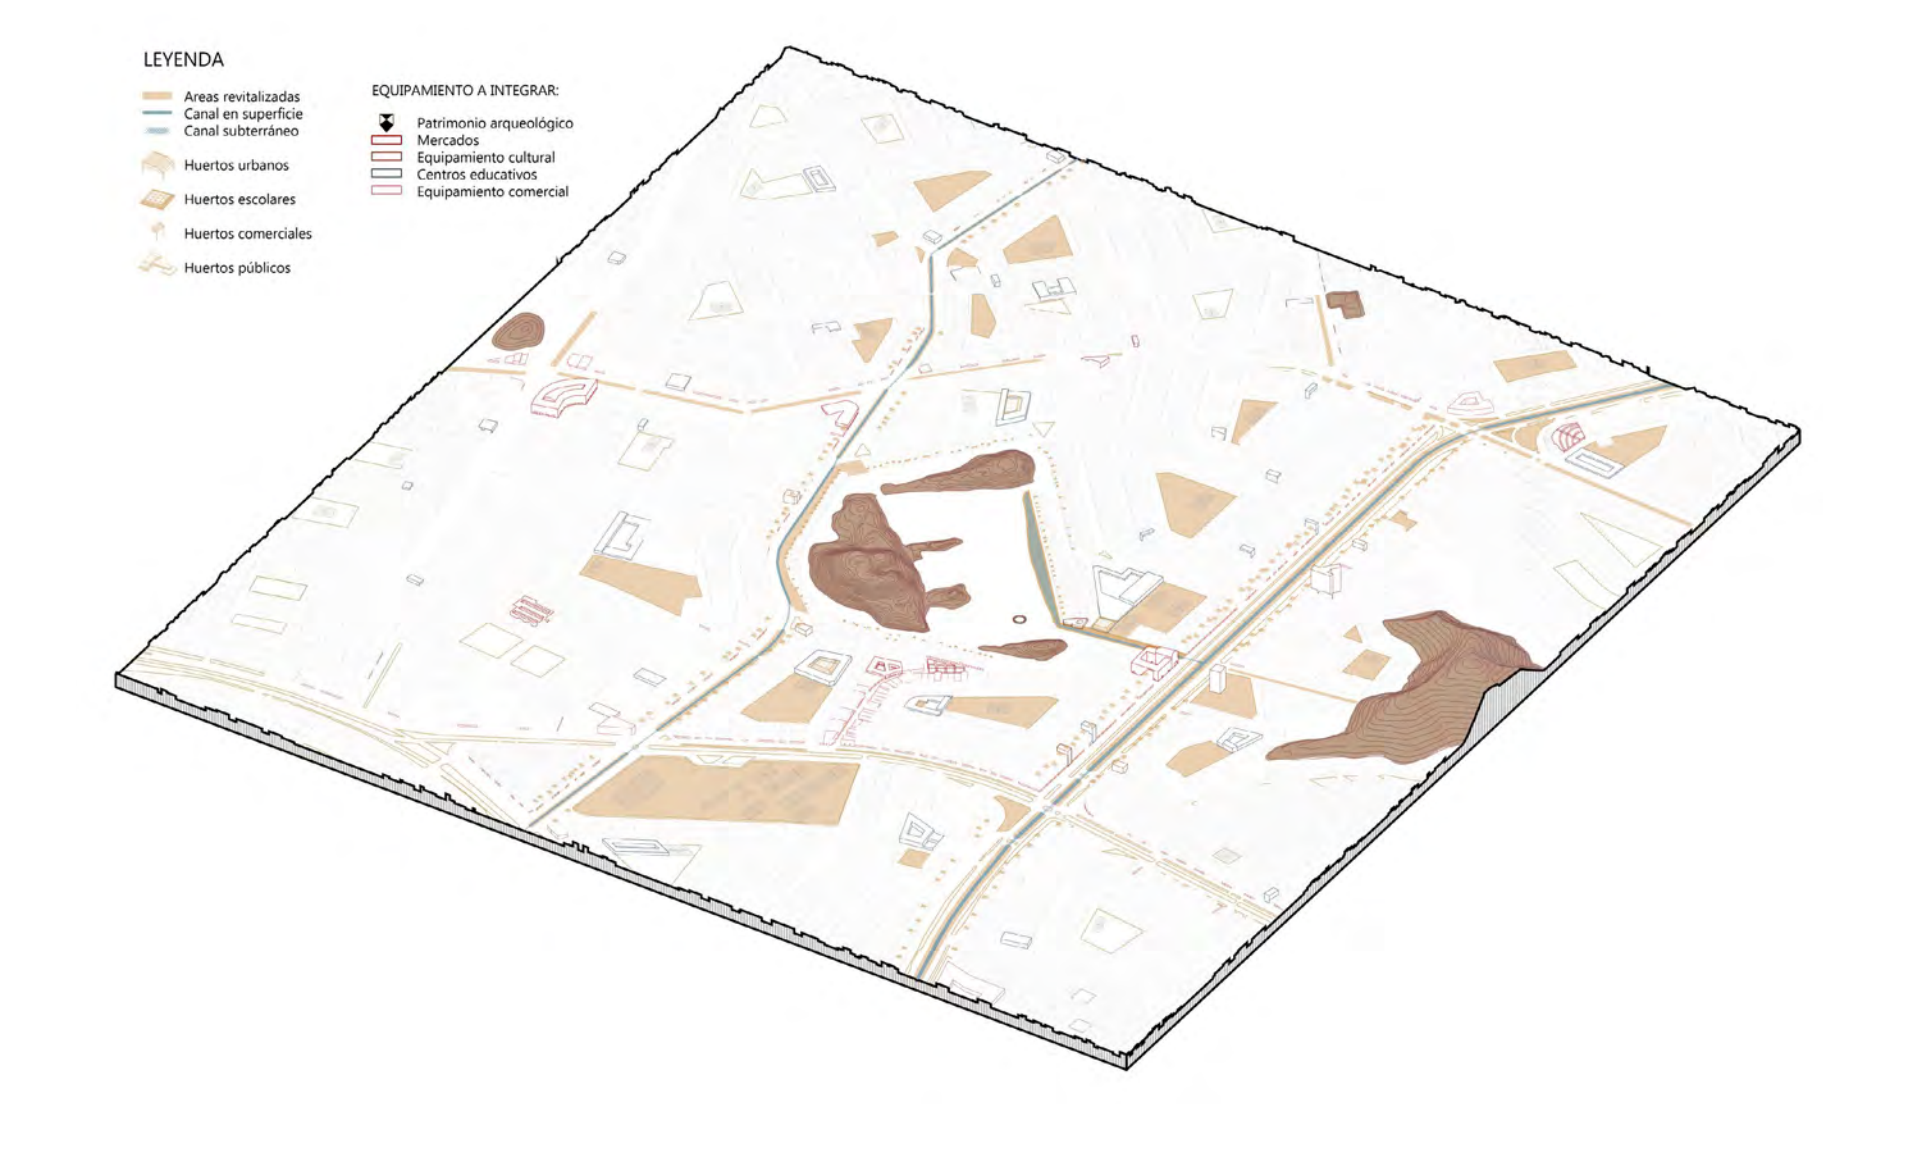 LEYENDA
Areas revitalizadas
Canal en superficie
Canal subterráneo
Huertos urbanos
Huertos escolares
Huertos comerciales
Huertos públicos
EQUIPAMIENTO A INTEGRAR:
Patrimonio arqueológico
Mercados
Equipamiento cultural
Centros educativos
Equipamiento comercial